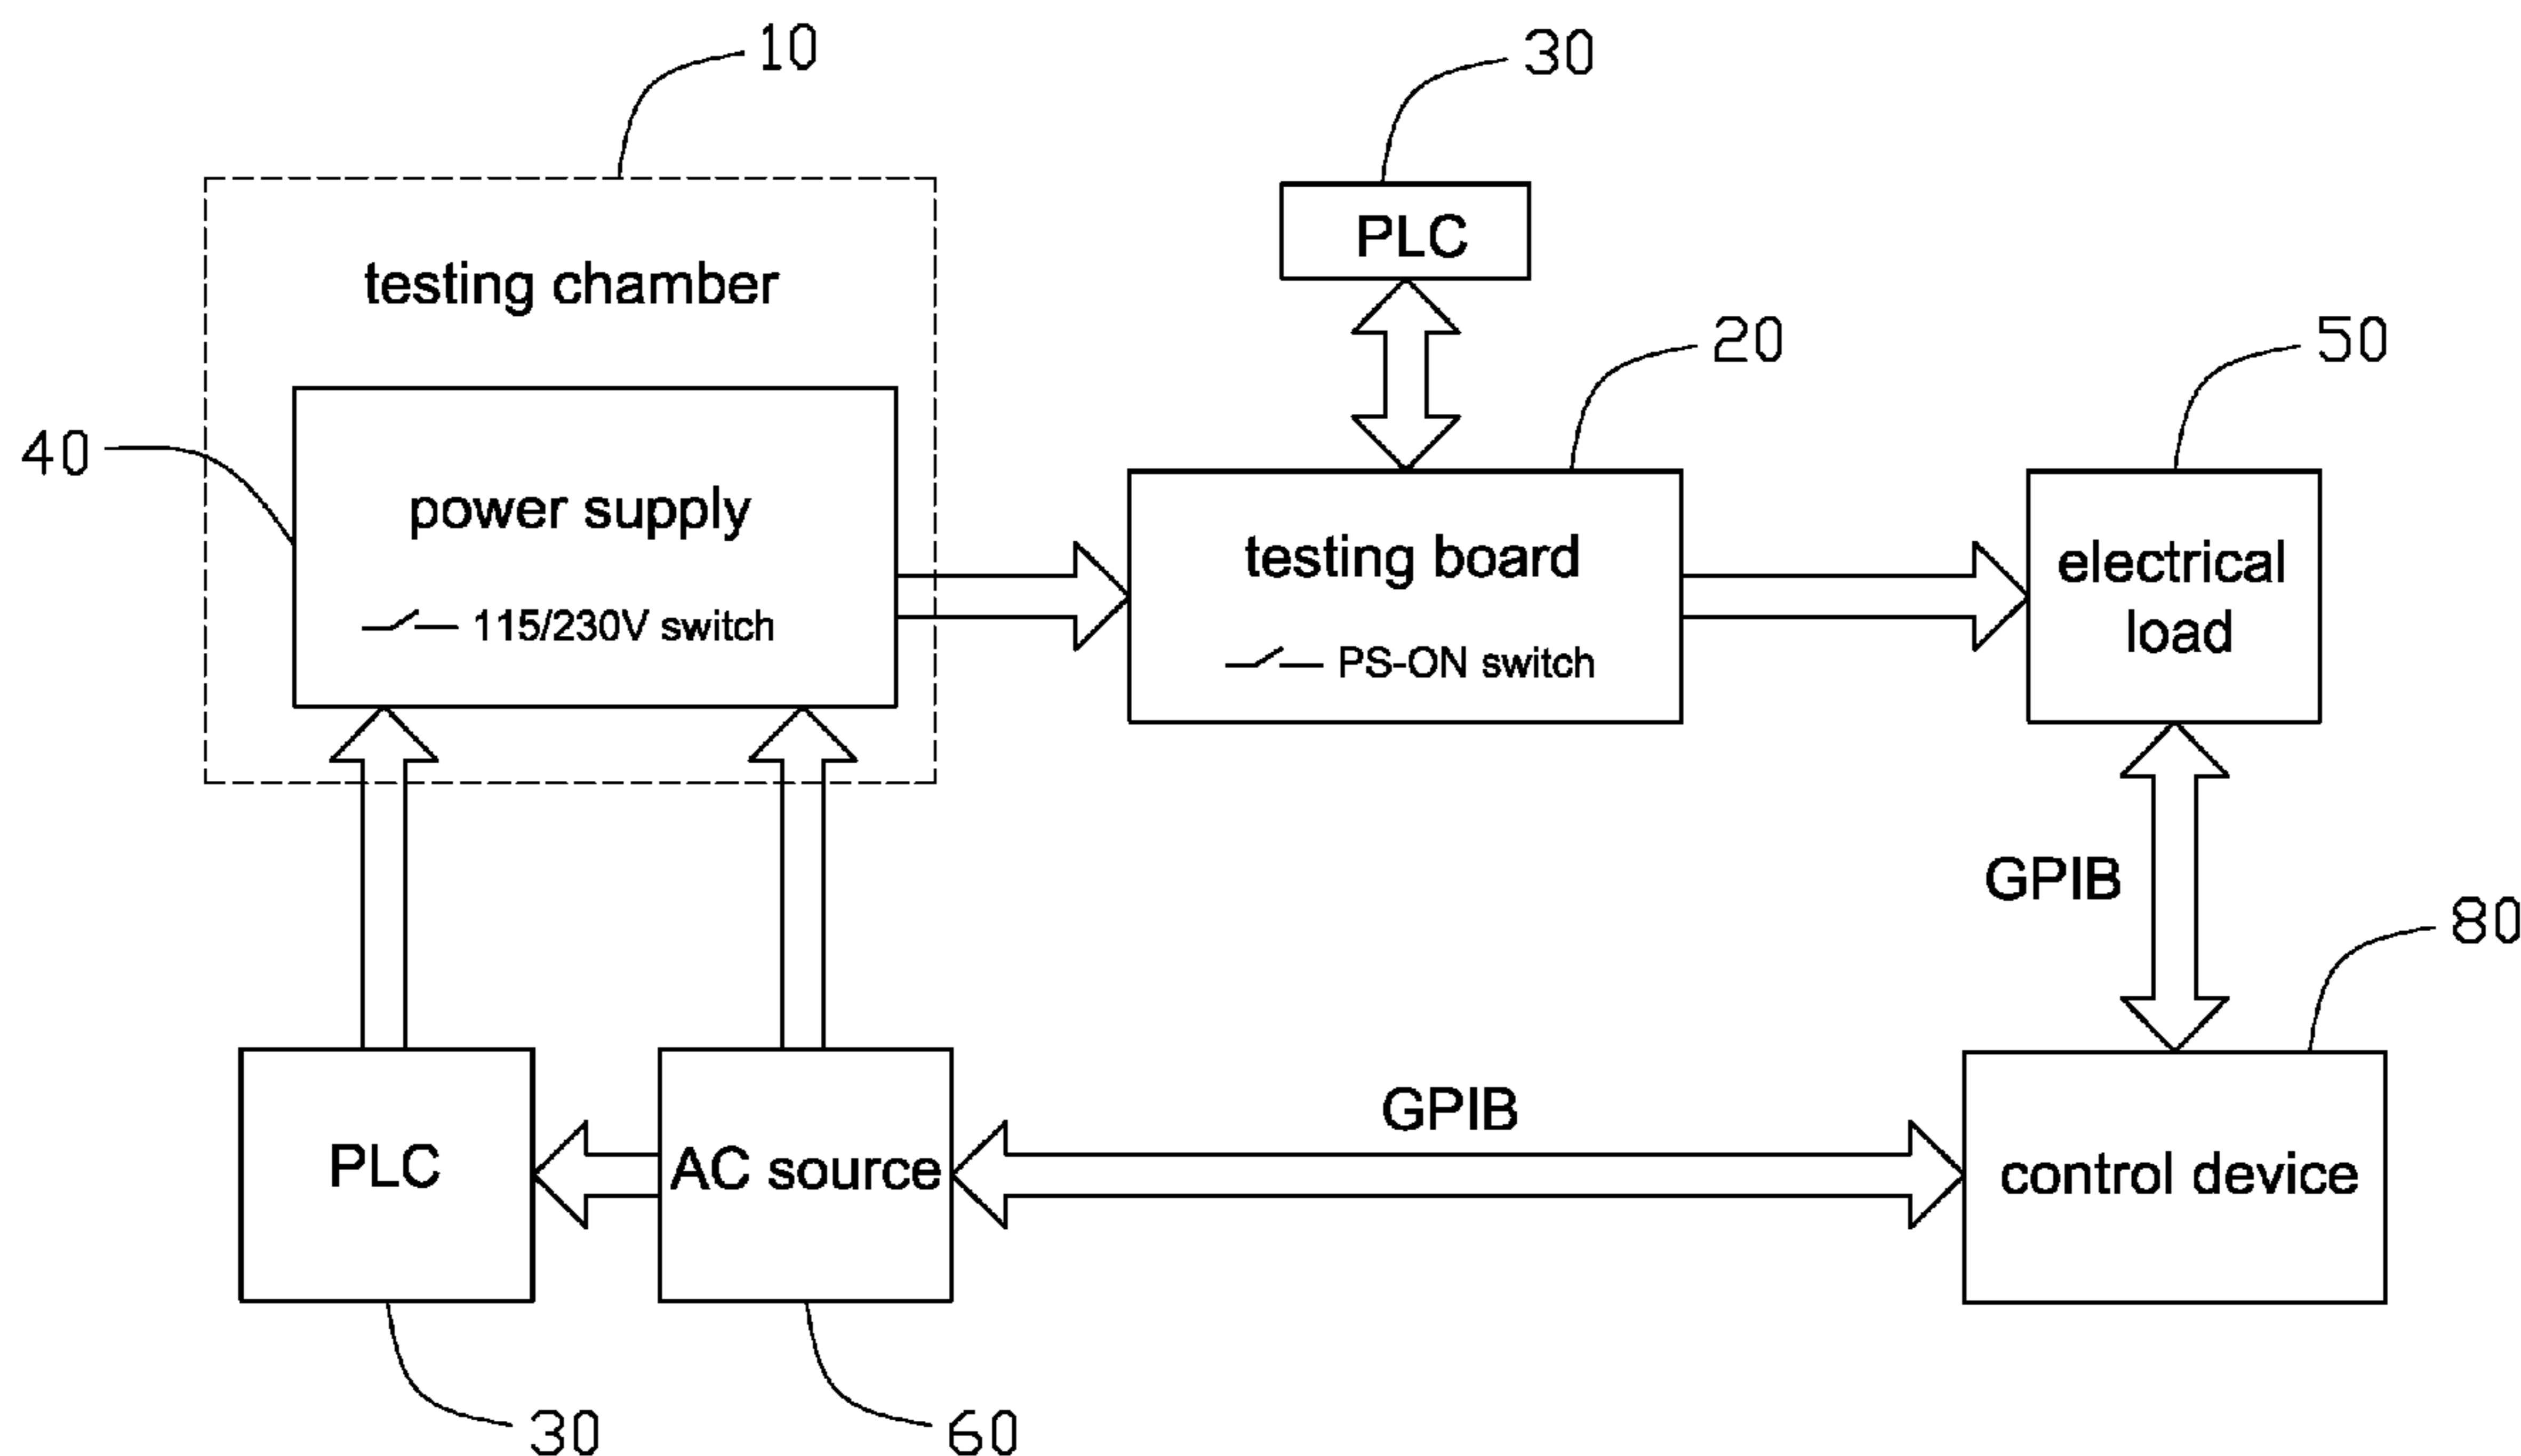 10
30
testing chamber
PLC
20
50
40
power supply
115/230V switch
testing board
PS-ON switch
electrical
load
GPIB
80
PLC
AC source
GPIB
control device
30
60